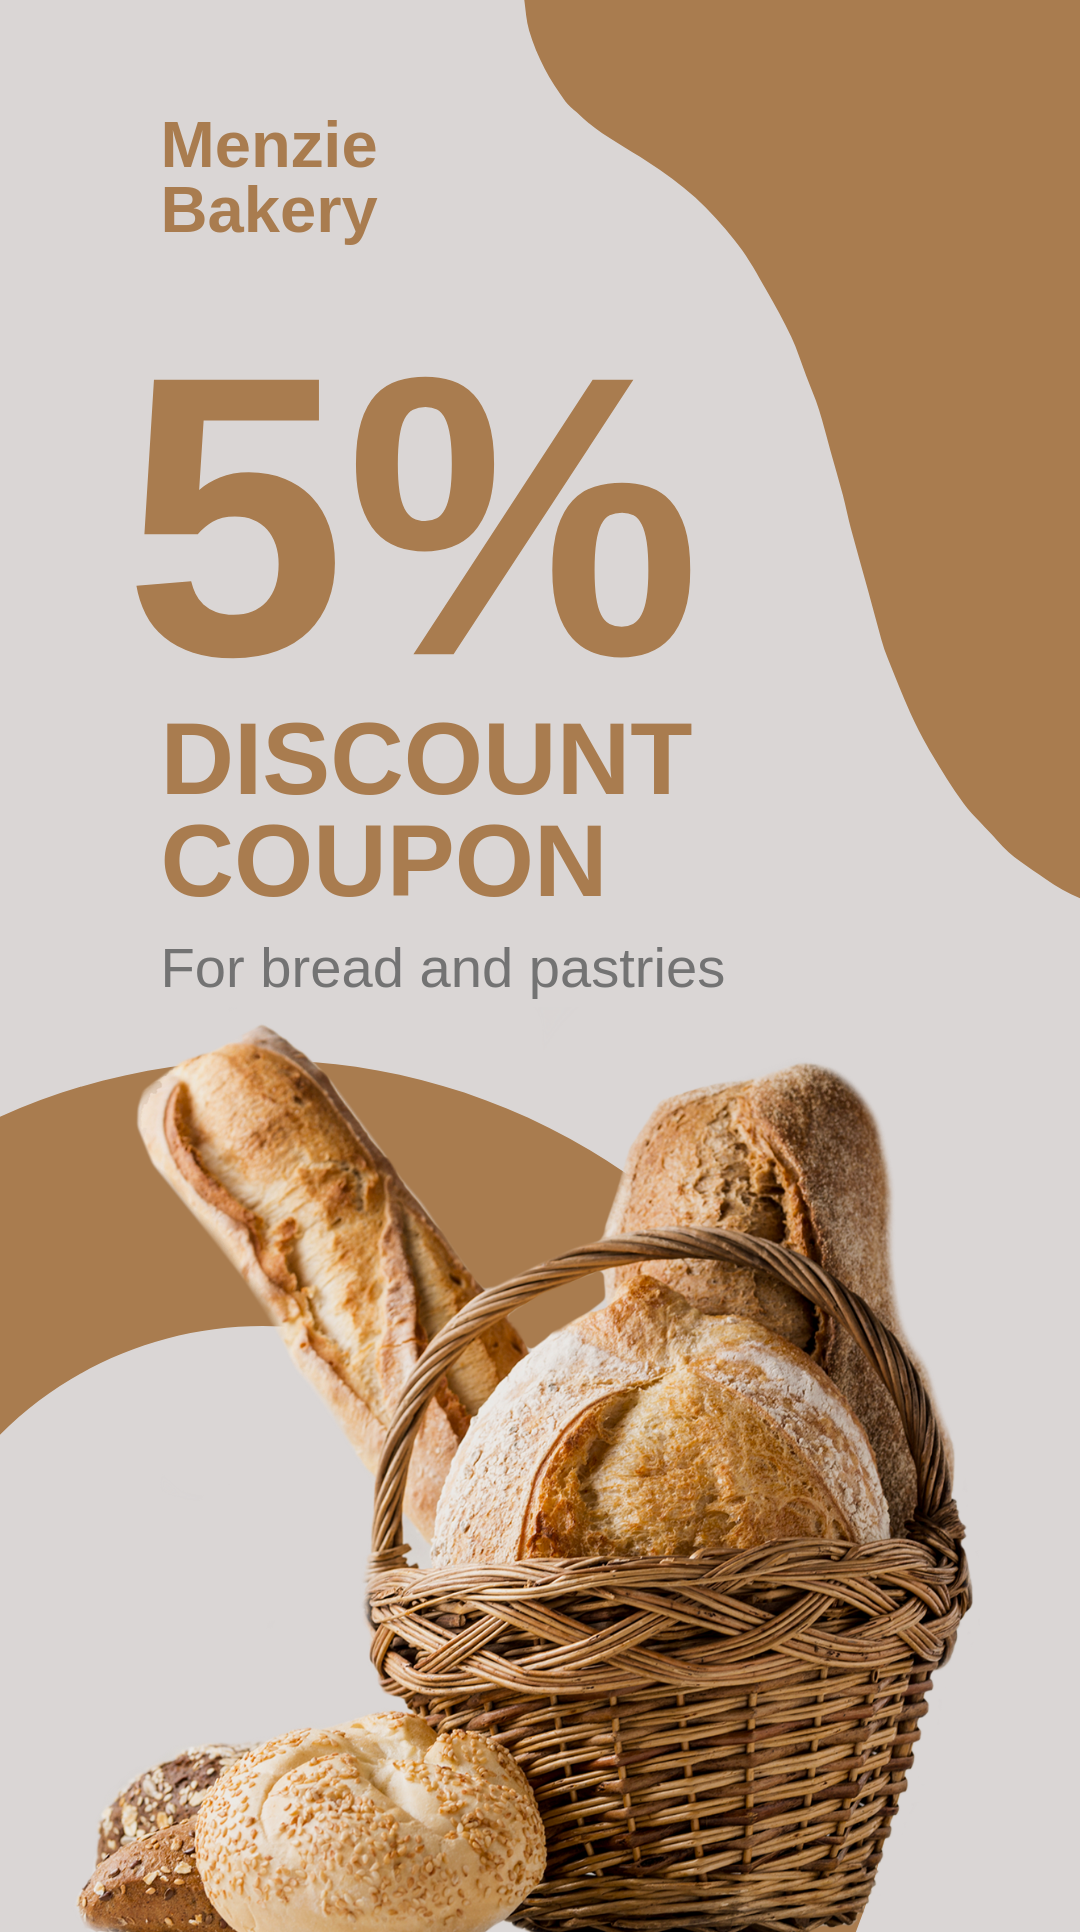 Menzie
Bakery
5%
DISCOUNT
COUPON
For bread and pastries